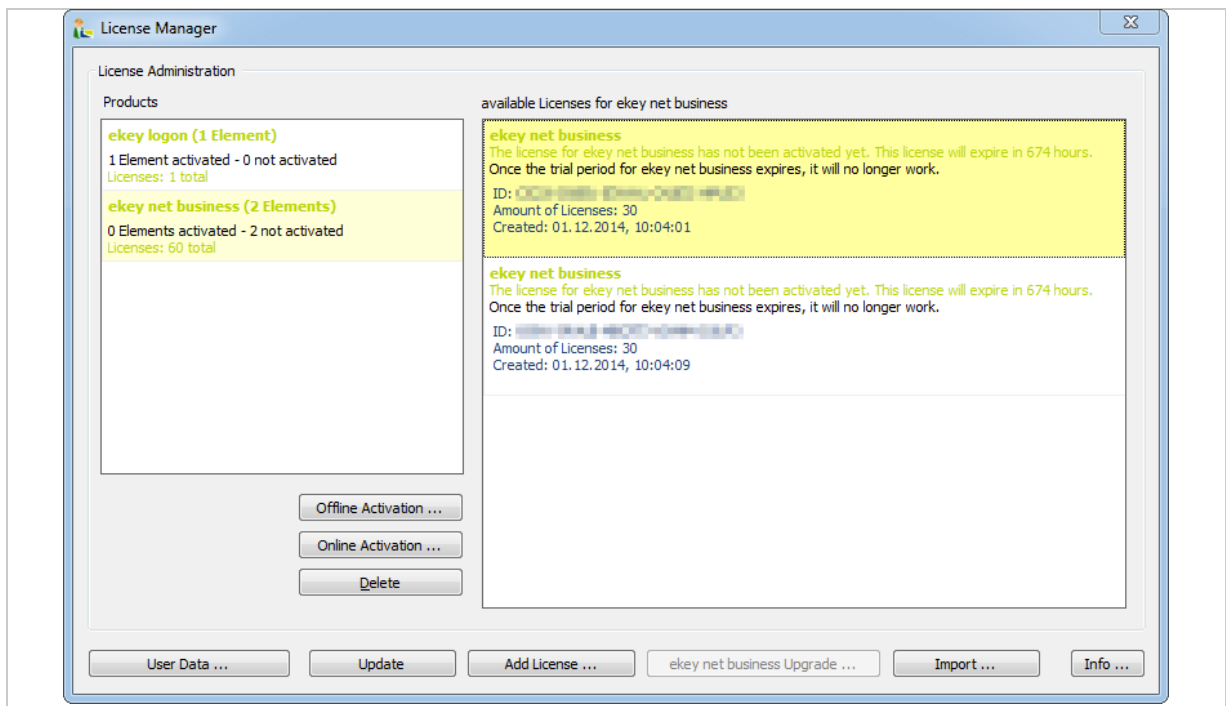 License Manager
License Administration
Products
ekey logon (1 Element)
1 Element activated - 0 not activated
Licenses: 1 total
ekey net business (2 Elements)
0 Elements activated - 2 not activated
Licenses: 60 total
Offline Activation ...
Online Activation ...
Delete
available Licenses for ekey net business
ekey net business
The license for ekey net business has not been activated yet. This license will expire in 674 hours.
Once the trial period for ekey net business expires, it will no longer work.
ID:
Amount of Licenses: 30
Created: 01.12.2014, 10:04:01
ekey net business
The license for ekey net business has not been activated yet. This license will expire in 674 hours.
Once the trial period for ekey net business expires, it will no longer work.
ID:
Amount of Licenses: 30
Created: 01.12.2014, 10:04:09
User Data ...
Update
Add License ...
ekey net business Upgrade ...
Import ...
Info ...